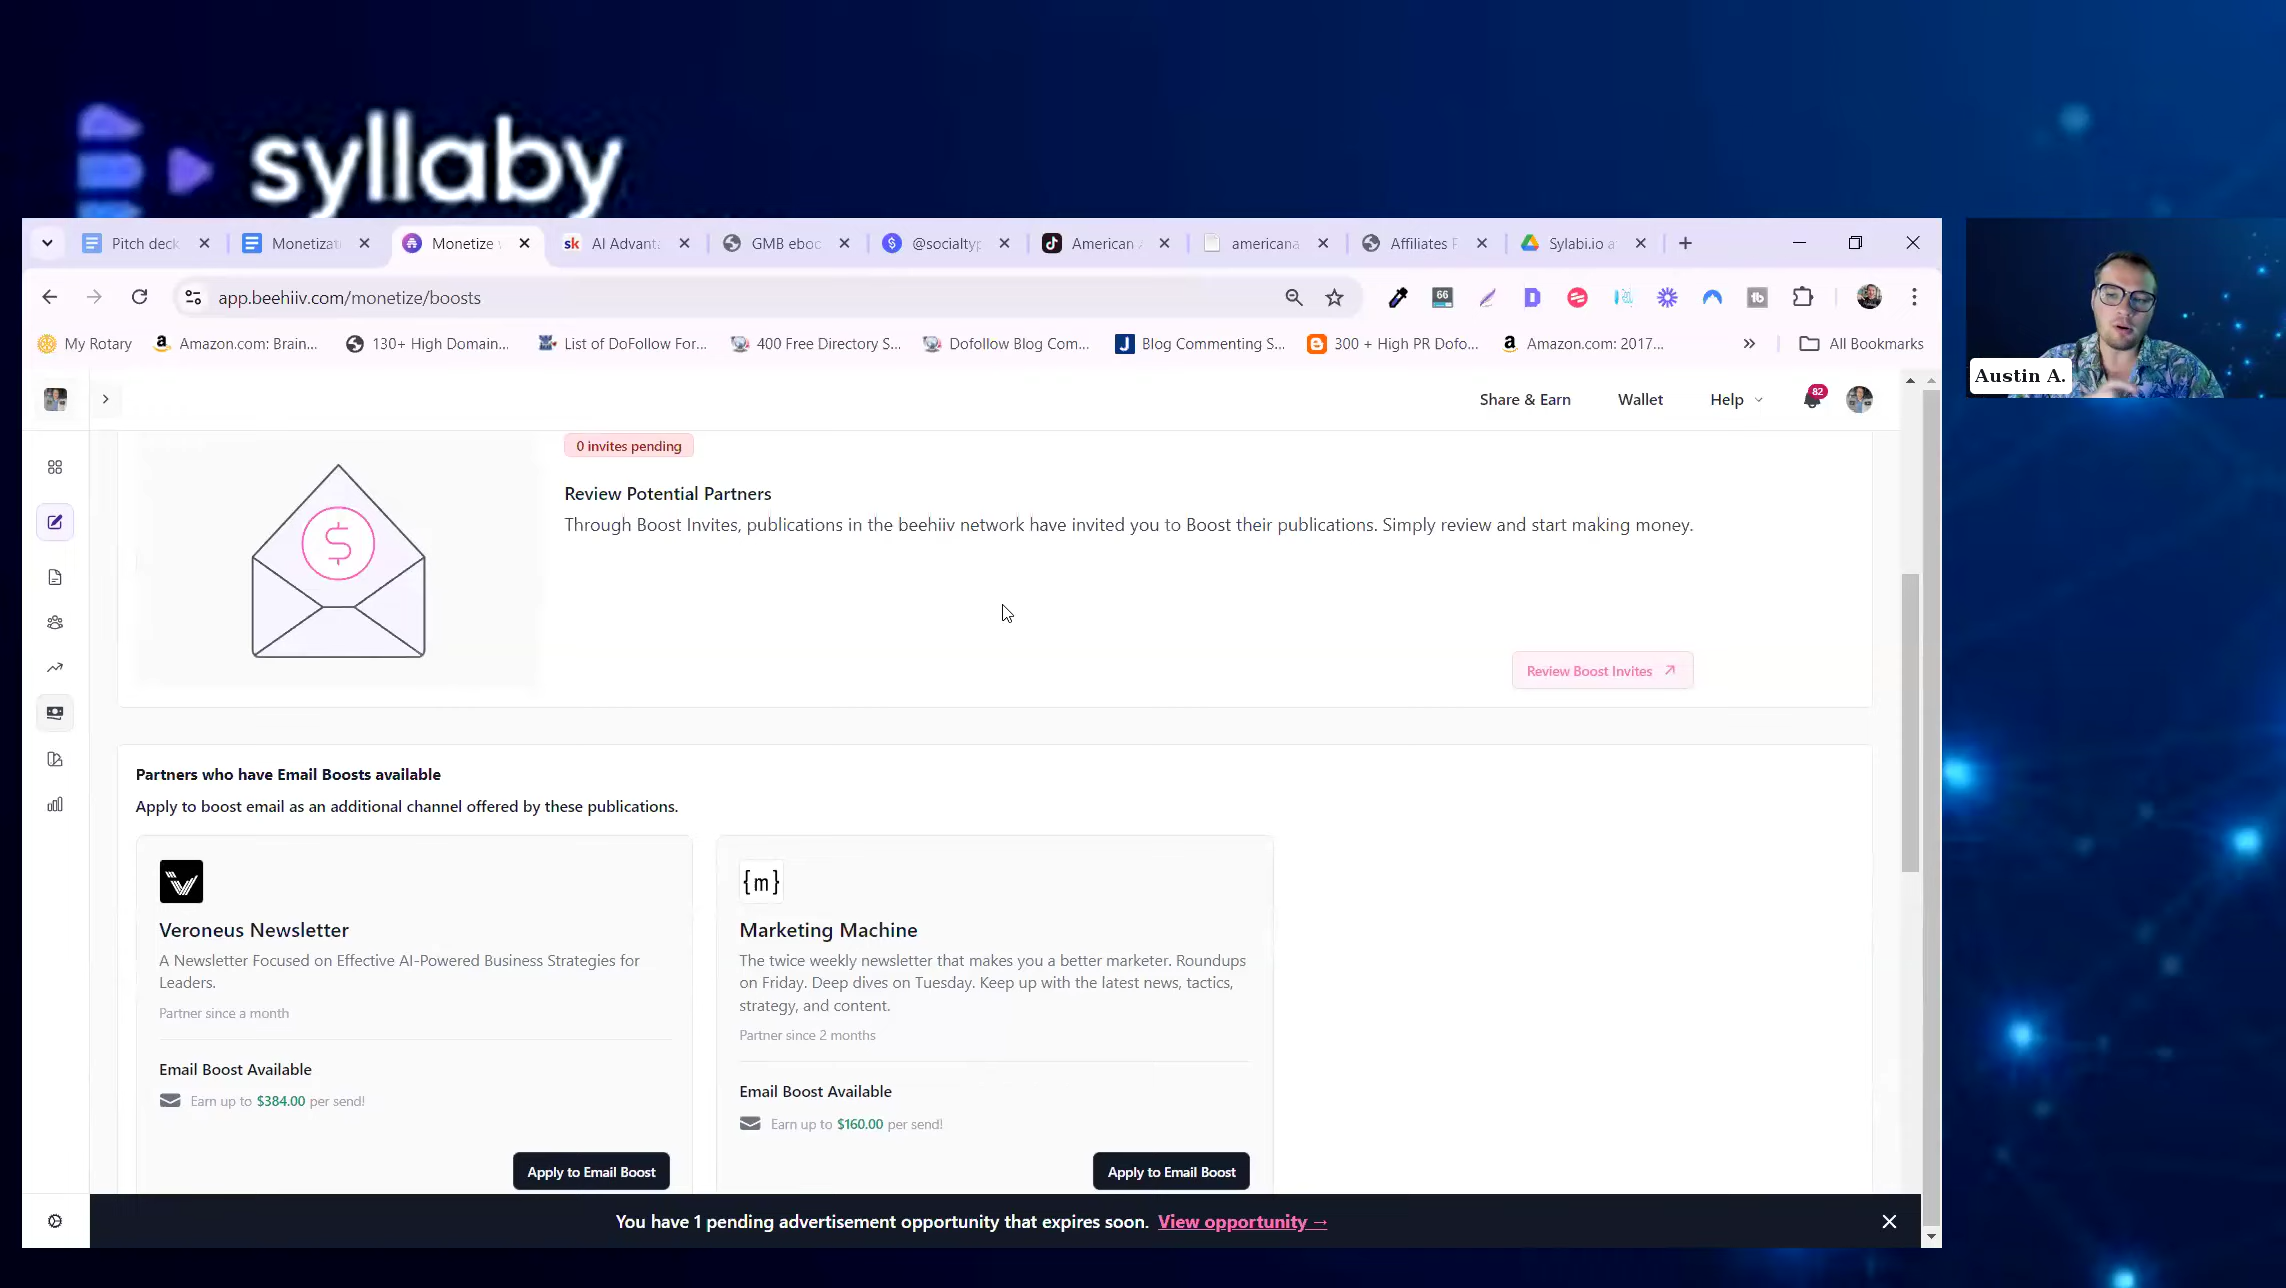 syllaby
Pitch deck
Monetizat
Monetize
AI Advanta
GMB eboo
@socialtyp
American
americana
Affiliates
Sylabi.io
app.beehiiv.com/monetize/boosts
66
My Rotary
Amazon.com: Brain...
130+ High Domain...
List of DoFollow For...
400 Free Directory S...
Dofollow Blog Com...
Blog Commenting S...
300 + High PR Dofo...
Amazon.com: 2017...
All Bookmarks
Austin A.
Share & Earn
Wallet
Help
82
0 invites pending
Review Potential Partners
Through Boost Invites, publications in the beehiiv network have invited you to Boost their publications. Simply review and start making money.
Review Boost Invites
Partners who have Email Boosts available
Apply to boost email as an additional channel offered by these publications.
Veroneus Newsletter
A Newsletter Focused on Effective AI-Powered Business Strategies for
Leaders.
Partner since a month
Email Boost Available
Earn up to $384.00 per send!
Apply to Email Boost
{m}
Marketing Machine
The twice weekly newsletter that makes you a better marketer. Roundups
on Friday. Deep dives on Tuesday. Keep up with the latest news, tactics,
strategy, and content.
Partner since 2 months
Email Boost Available
Earn up to $160.00 per send!
Apply to Email Boost
You have 1 pending advertisement opportunity that expires soon. View opportunity →